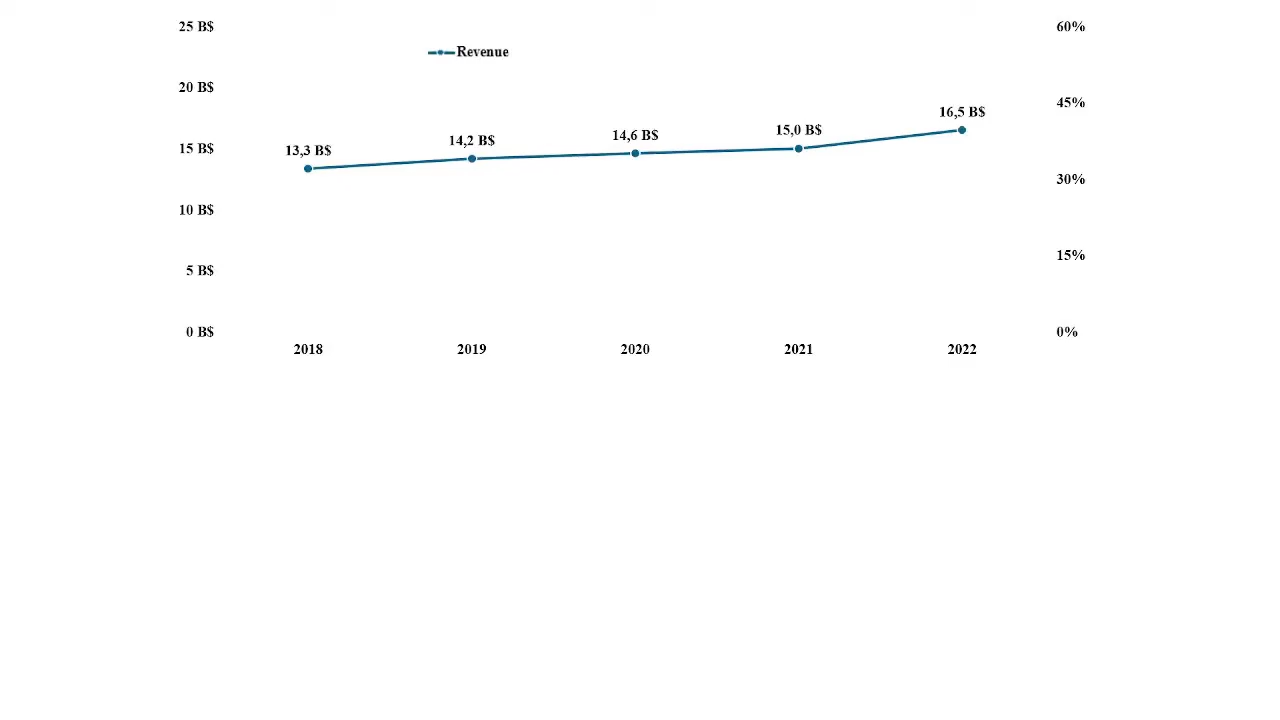 25 B$
60%
Revenue
20 B$
45%
16,5 B$
15,0 B$
14,6 B$
14,2 B$
13,3 B$
15 B$
30%
10 B$
15%
5 B$
0 B$
0%
2018 2019 2020 2021 2022